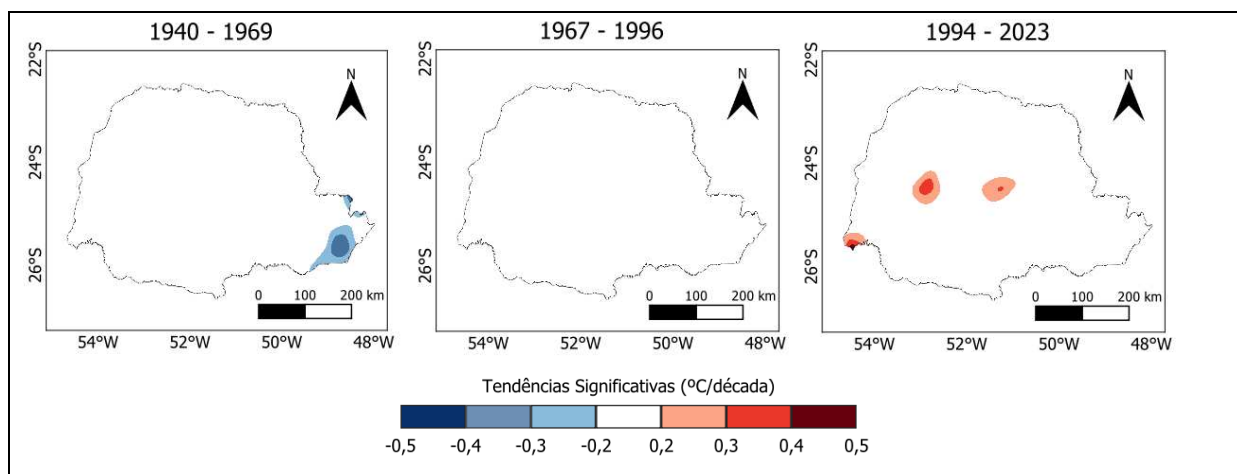 1940 - 1969
1967 - 1996
1994 - 2023
22°S
24°S
26°S
N
0 100 200 km
54°W 52°W 50°W 48°W
22°S
24°S
26°S
N
0 100 200 km
54°W 52°W 50°W 48°W
22°S
24°S
26°S
N
0 100 200 km
54°W 52°W 50°W 48°W
Tendências Significativas (ºC/década)
-0,5 -0,4 -0,3 -0,2 0,2 0,3 0,4 0,5